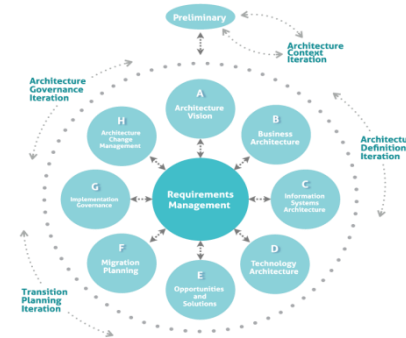 Preliminary
Architecture
Context
Iteration
Architecture
Governance
Iteration
A
Architecture
Vision
H
Architecture
Change
Management
B
Business
Architecture
Architecture
Definition
Iteration
G
Implementation
Governance
Requirements
Management
C
Information
Systems
Architecture
F
Migration
Planning
D
Technology
Architecture
E
Opportunities
and
Solutions
Transition
Planning
Iteration